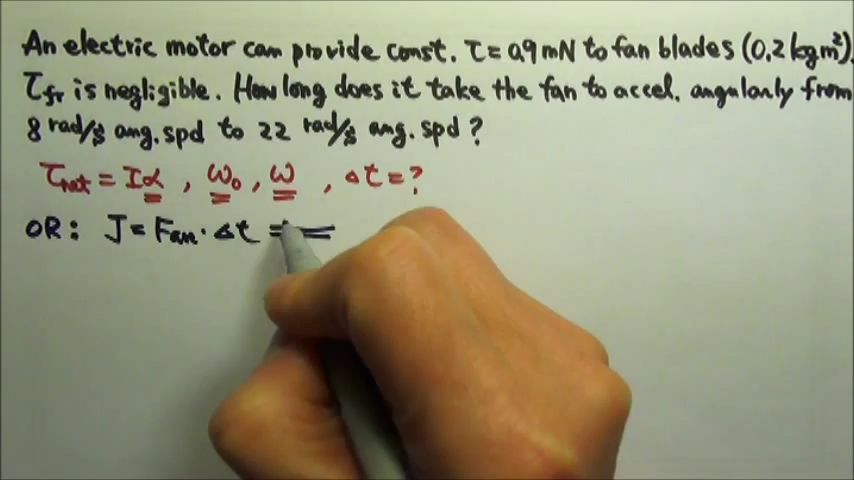 An electric motor can provide const. τ = 0.9 mN to fan blades (0.2 kgm²).
τfr is negligible. How long does it take the fan to accel. angularly from
8 rad/s ang. spd to 22 rad/s ang. spd?
τnet = Iα , ω₀ , ω , Δt = ?
OR: J = Fan · Δt =